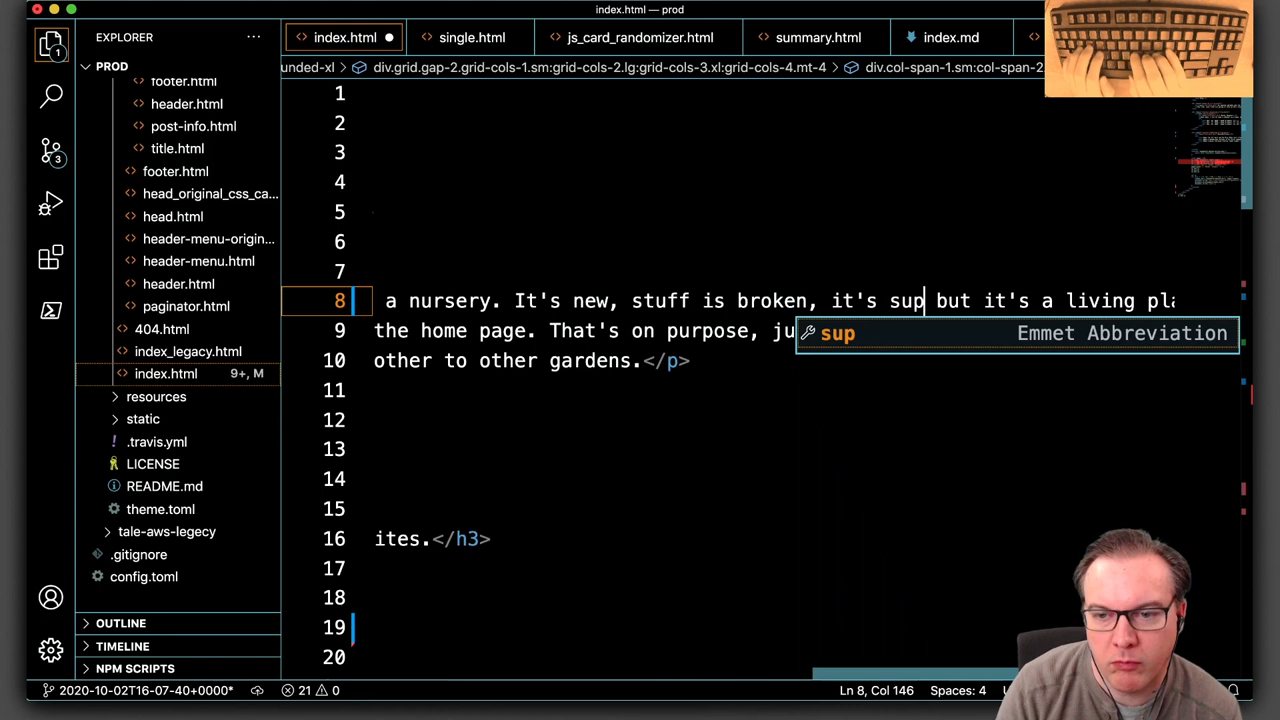 index.html — prod
EXPLORER
index.html
single.html
js_card_randomizer.html
summary.html
index.md
PROD
unded-xl > div.grid.gap-2.grid-cols-1.sm:grid-cols-2.lg:grid-cols-3.xl:grid-cols-4.mt-4 > div.col-span-1.sm:col-span-2.
footer.html
header.html
post-info.html
title.html
footer.html
head_original_css_ca...
head.html
header-menu-origin...
header-menu.html
header.html
paginator.html
404.html
index_legacy.html
index.html 9+, M
resources
static
.travis.yml
LICENSE
README.md
theme.toml
tale-aws-legecy
.gitignore
config.toml
OUTLINE
TIMELINE
NPM SCRIPTS
1
2
3
4
5
6
7
8 a nursery. It's new, stuff is broken, it's sup but it's a living pla
9 the home page. That's on purpose, ju
sup Emmet Abbreviation
10 other to other gardens.</p>
11
12
13
14
15
16 ites.</h3>
17
18
19
20
1
3
2020-10-02T16-07-40+0000* 21 0 Ln 8, Col 146 Spaces: 4